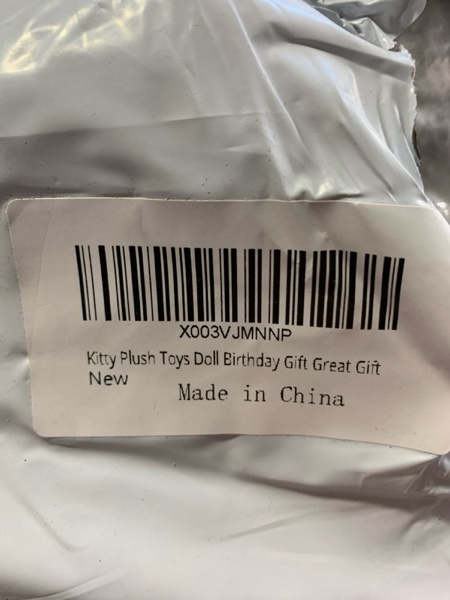 X003VJMNNP
Kitty Plush Toys Doll Birthday Gift Great Gift
New
Made in China